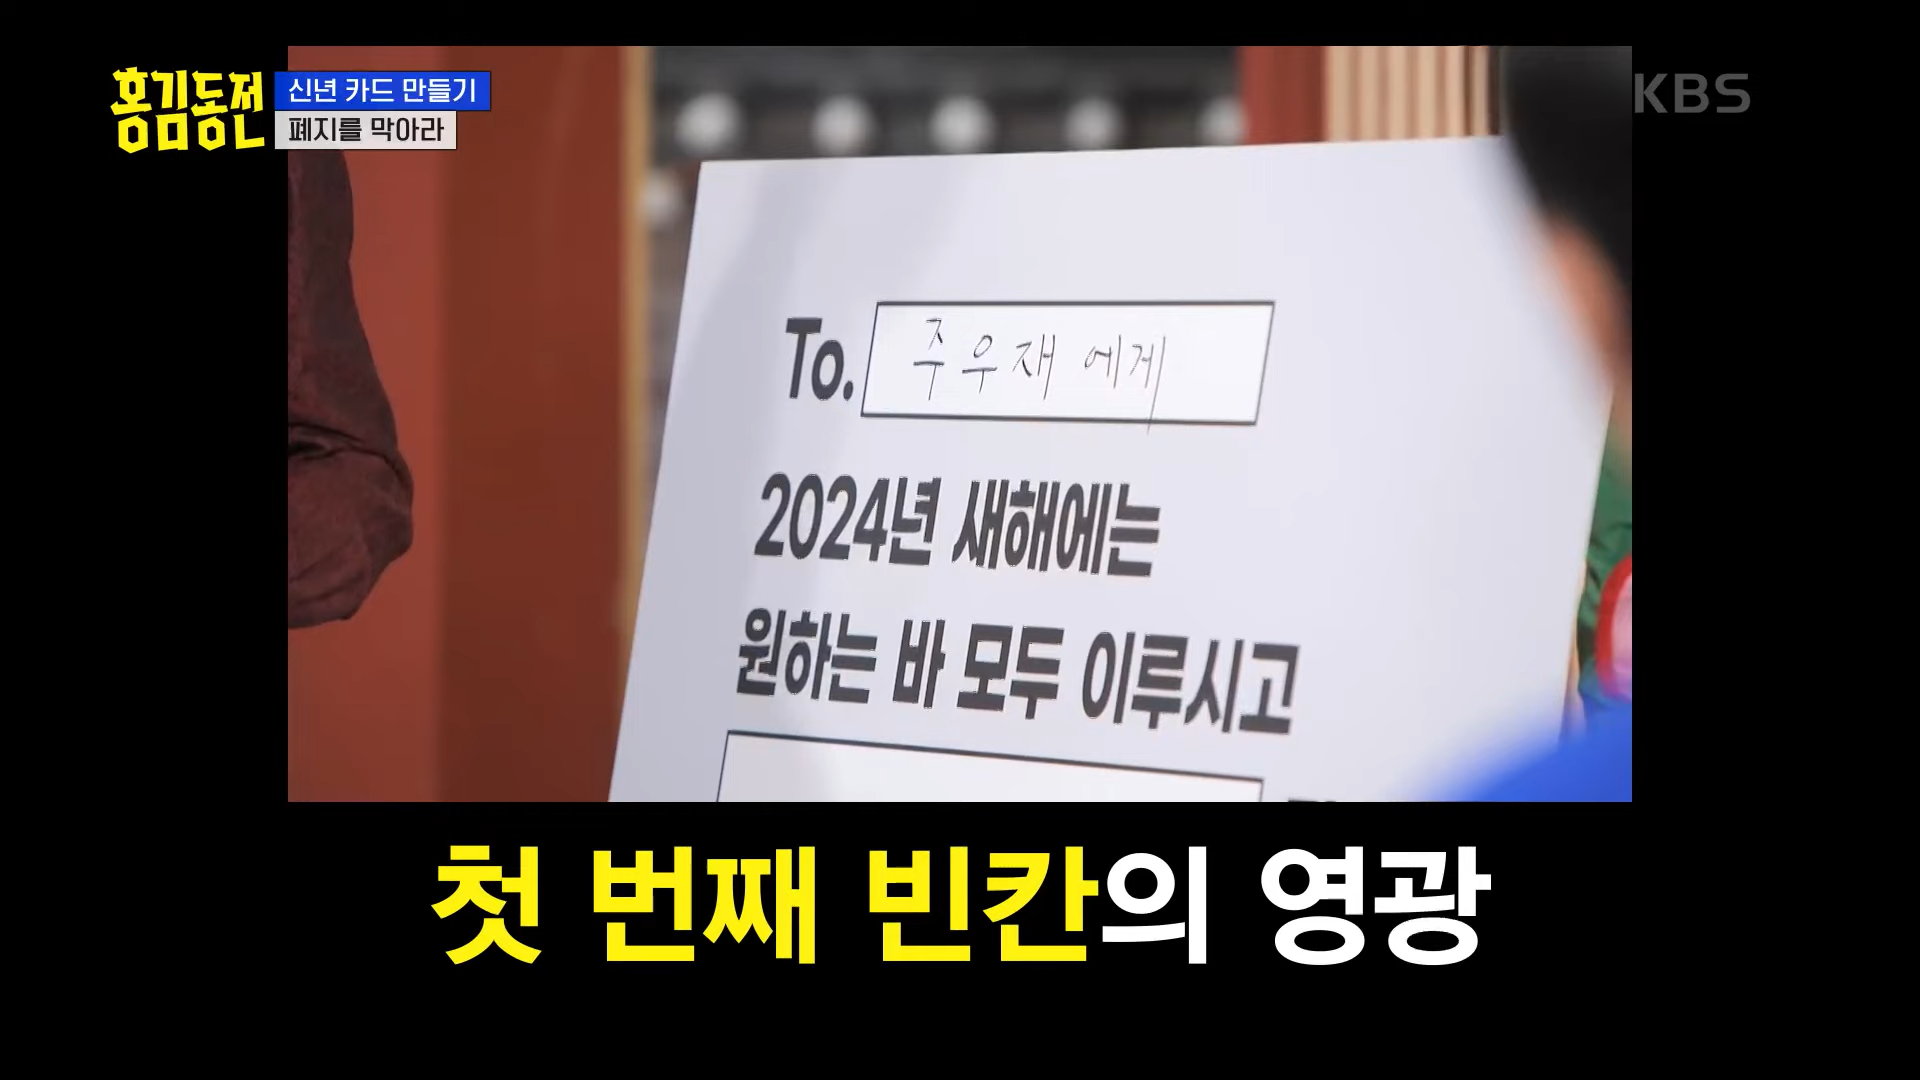 홍김동전
신년 카드 만들기
폐지를 막아라
KBS
To. 주우재에게
2024년 새해에는
원하는 바 모두 이루시고
첫 번째 빈칸의 영광